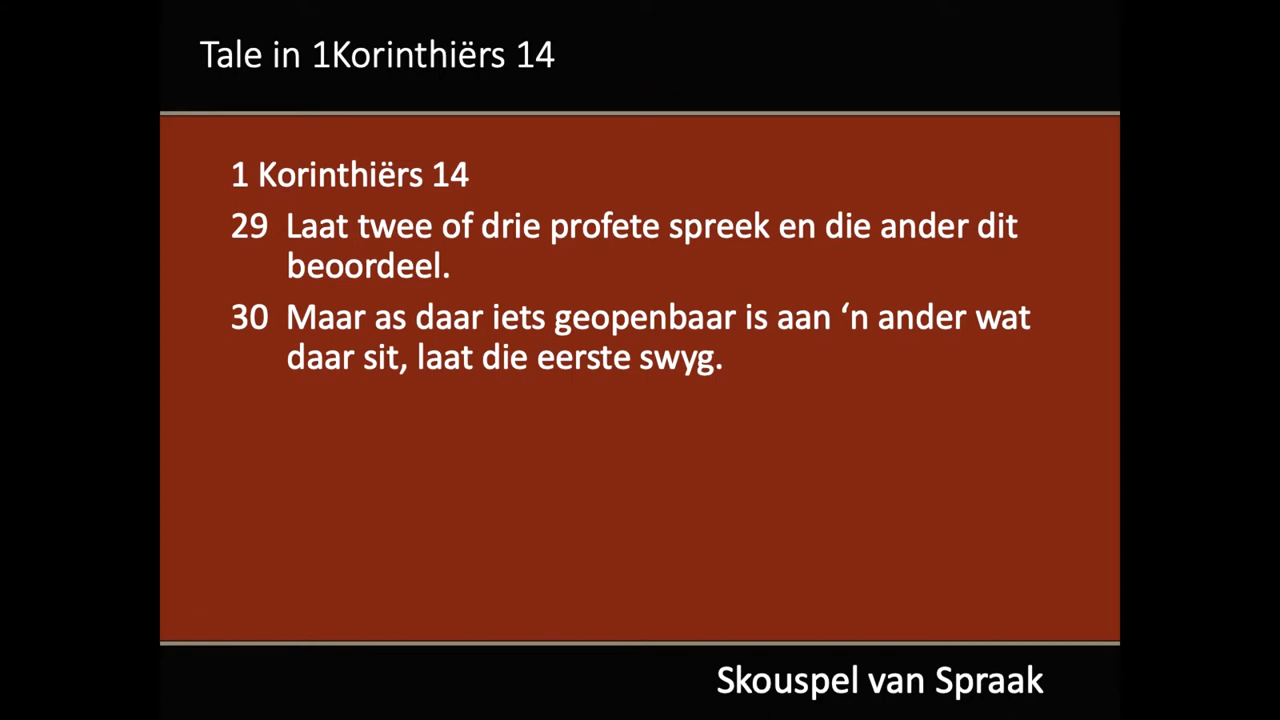 Tale in 1Korinthiërs 14
1 Korinthiërs 14
29 Laat twee of drie profete spreek en die ander dit
beoordeel.
30 Maar as daar iets geopenbaar is aan ‘n ander wat
daar sit, laat die eerste swyg.
Skouspel van Spraak